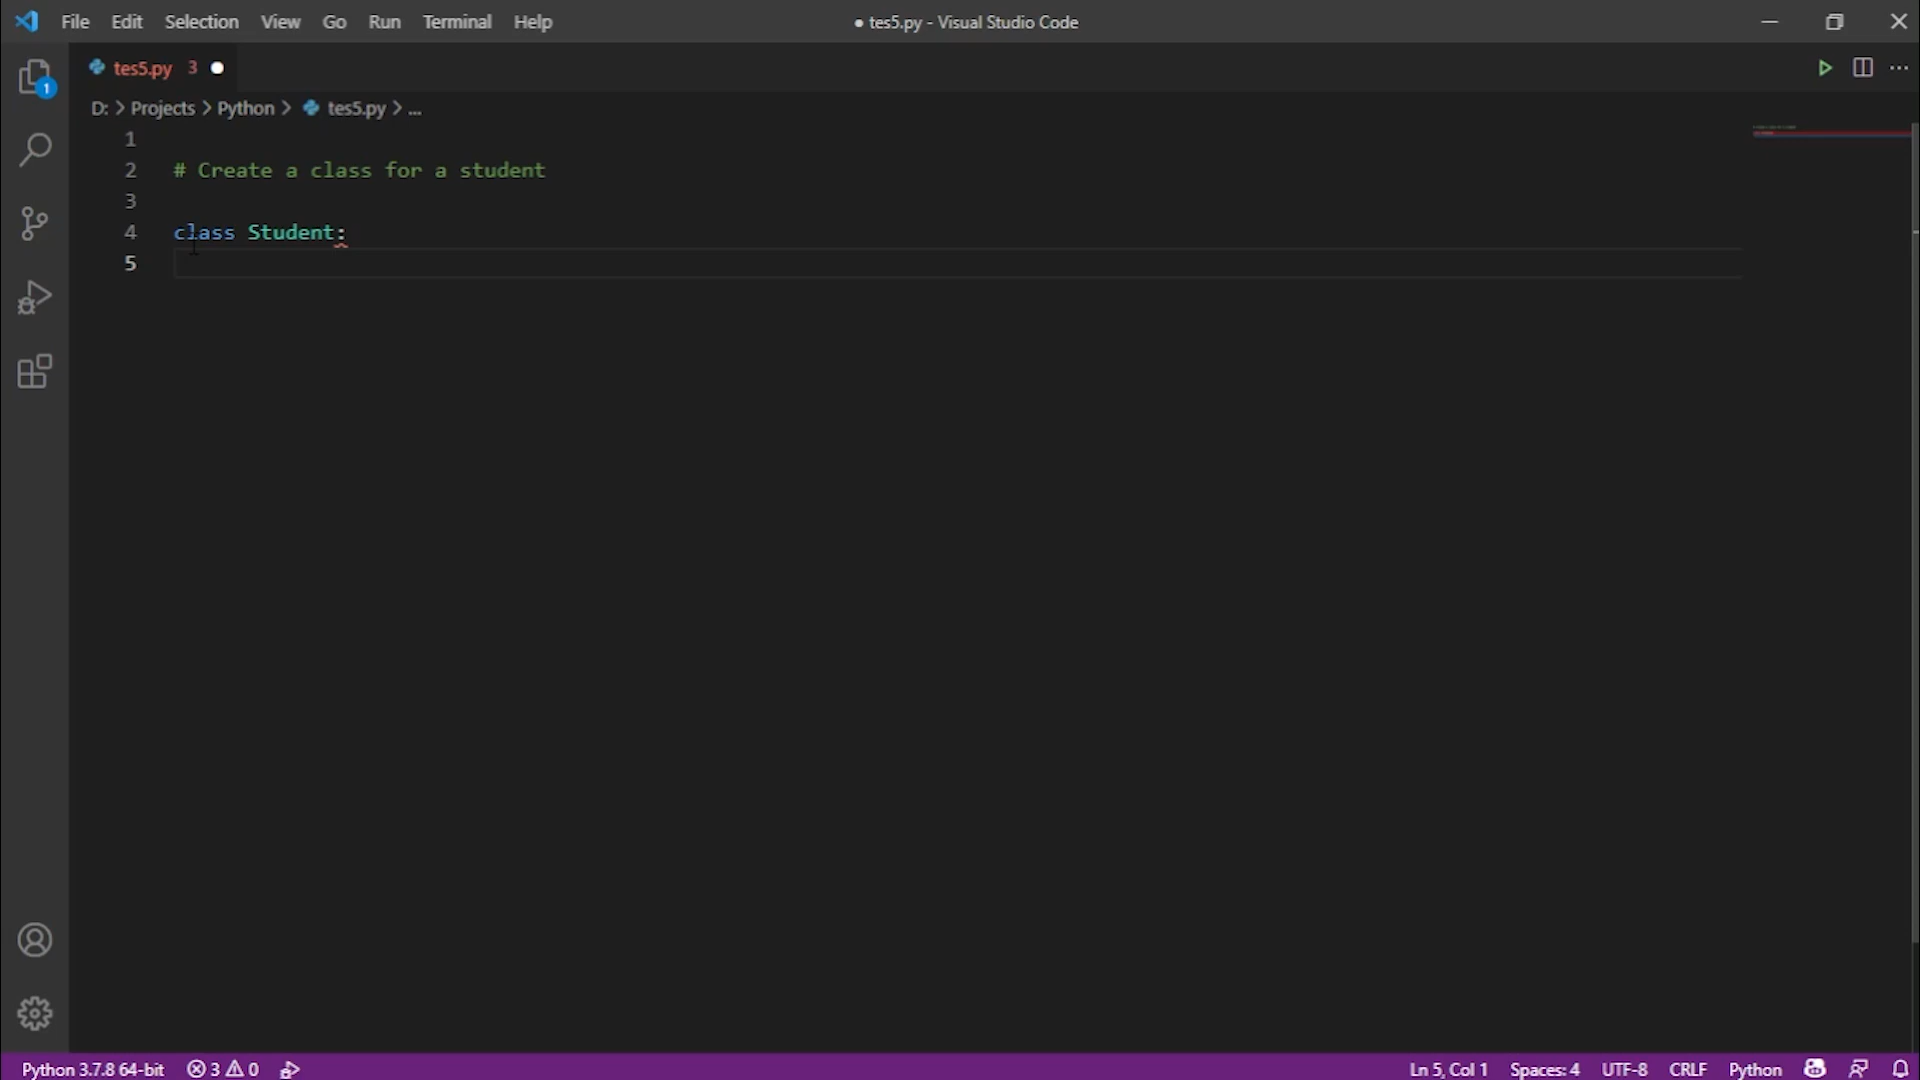 File Edit Selection View Go Run Terminal Help ● tes5.py - Visual Studio Code
tes5.py 3
1
D: > Projects > Python > tes5.py > ...
1
2 # Create a class for a student
3
4 class Student:
5
Python 3.7.8 64-bit 3 0 Ln 5, Col 1 Spaces: 4 UTF-8 CRLF Python